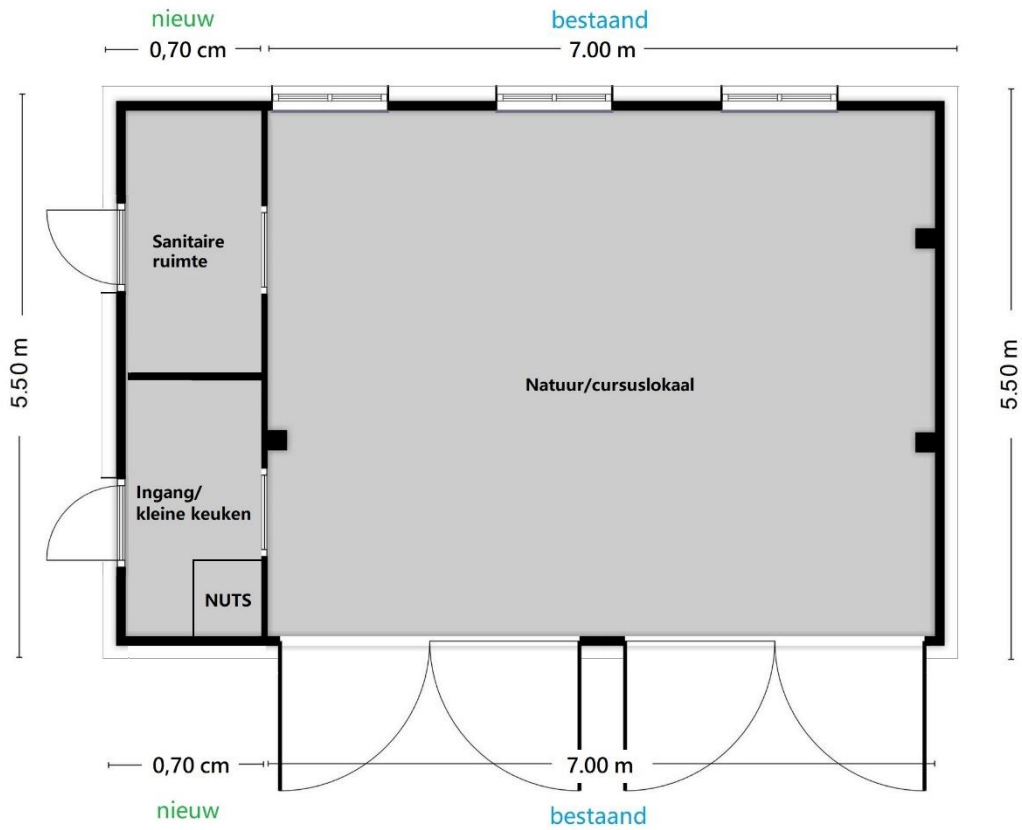 nieuw
bestaand
0,70 cm
7.00 m
Sanitaire
ruimte
5.50 m
5.50 m
Natuur/cursuslokaal
Ingang/
kleine keuken
NUTS
0,70 cm
7.00 m
nieuw
bestaand